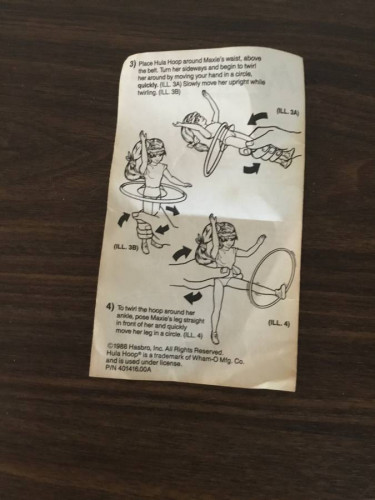 3) Place Hula Hoop around Maxie's waist, above
the belt. Turn her sideways and begin to twirl
her around by moving your hand in a circle,
quickly. (ILL. 3A) Slowly move her upright while
twirling. (ILL. 3B)
(ILL. 3A)
(ILL. 3B)
4) To twirl the hoop around her
ankle, pose Maxie's leg straight
in front of her and quickly
move her leg in a circle. (ILL. 4)
(ILL. 4)
©1988 Hasbro, Inc. All Rights Reserved.
Hula Hoop® is a trademark of Wham-O Mfg. Co.
and is used under license.
P/N 401416.00A